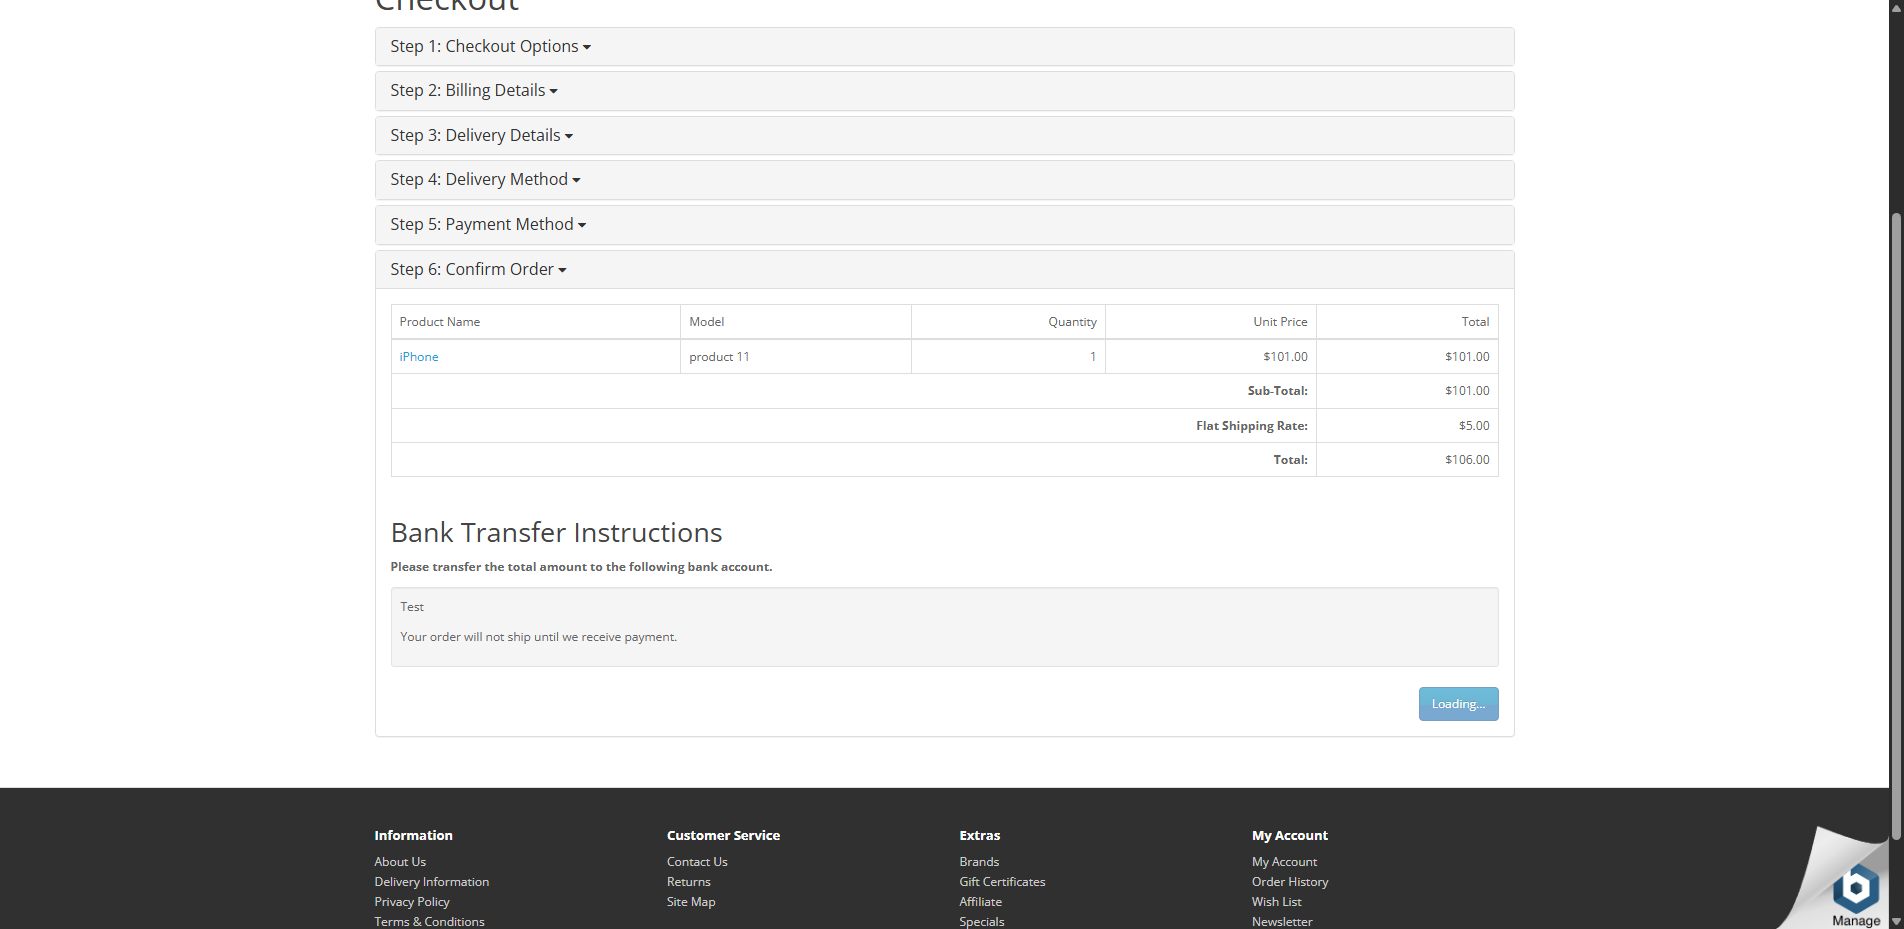 Checkout
Step 1: Checkout Options
Step 2: Billing Details
Step 3: Delivery Details
Step 4: Delivery Method
Step 5: Payment Method
Step 6: Confirm Order
Product Name Model Quantity Unit Price Total
iPhone product 11 1 $101.00 $101.00
Sub-Total: $101.00
Flat Shipping Rate: $5.00
Total: $106.00
Bank Transfer Instructions
Please transfer the total amount to the following bank account.
Test
Your order will not ship until we receive payment.
Loading...
Information Customer Service Extras My Account
About Us Contact Us Brands My Account
Delivery Information Returns Gift Certificates Order History
Privacy Policy Site Map Affiliate Wish List
Terms & Conditions Specials Newsletter
b
Manage